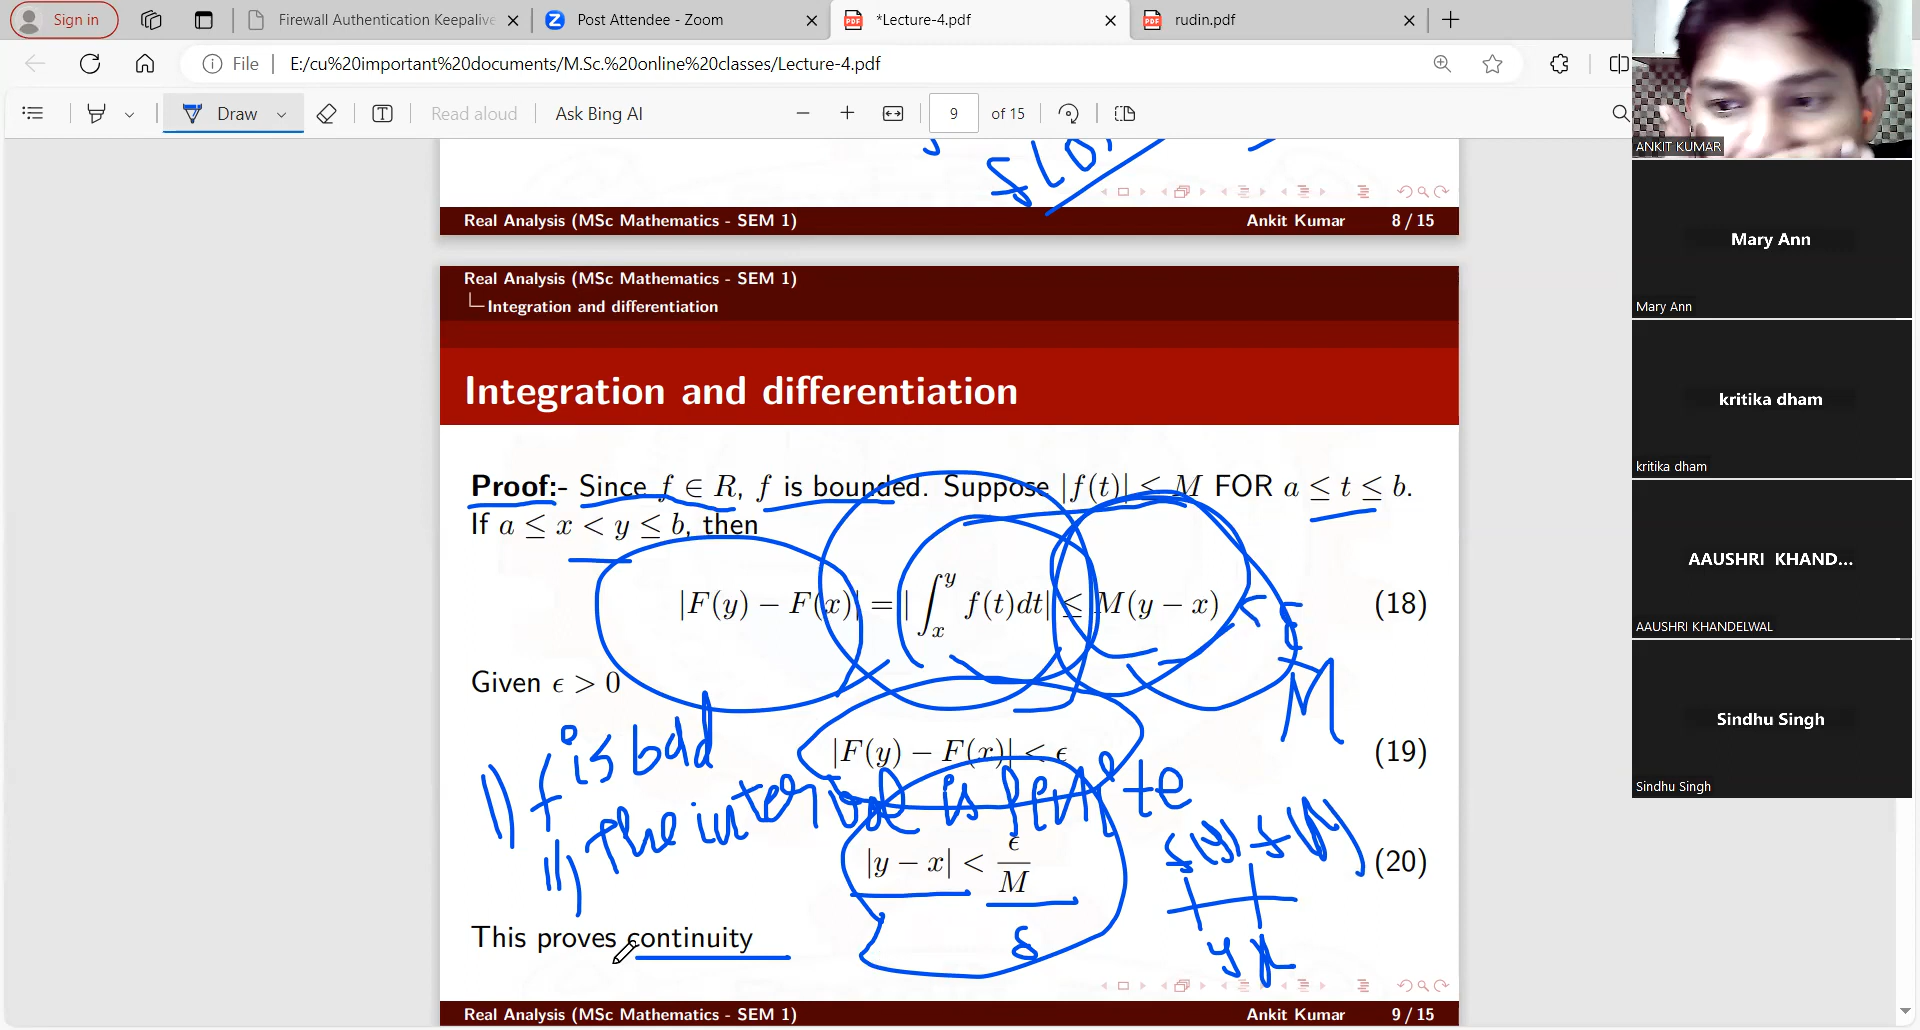 Sign in
Firewall Authentication Keepalive
Post Attendee - Zoom
*Lecture-4.pdf
rudin.pdf
File
E:/cu%20important%20documents/M.Sc.%20online%20classes/Lecture-4.pdf
Draw
Read aloud
Ask Bing AI
9
of 15
ANKIT KUMAR
Real Analysis (MSc Mathematics - SEM 1)
Ankit Kumar
8 / 15
Mary Ann
Mary Ann
Real Analysis (MSc Mathematics - SEM 1)
Integration and differentiation
Integration and differentiation
kritika dham
kritika dham
Proof:- Since f ∈ R, f is bounded. Suppose |f(t)| ≤ M FOR a ≤ t ≤ b.
If a ≤ x < y ≤ b, then
|F(y) − F(x)| = | ∫_x^y f(t)dt| ≤ M(y − x) (18)
AAUSHRI KHAND...
AAUSHRI KHANDELWAL
Given ϵ > 0
M
f is bdd
|F(y) − F(x)| < ϵ (19)
The interval is finite
|y − x| < ϵ/M (20)
δ
y x
This proves continuity
Sindhu Singh
Sindhu Singh
Real Analysis (MSc Mathematics - SEM 1)
Ankit Kumar
9 / 15